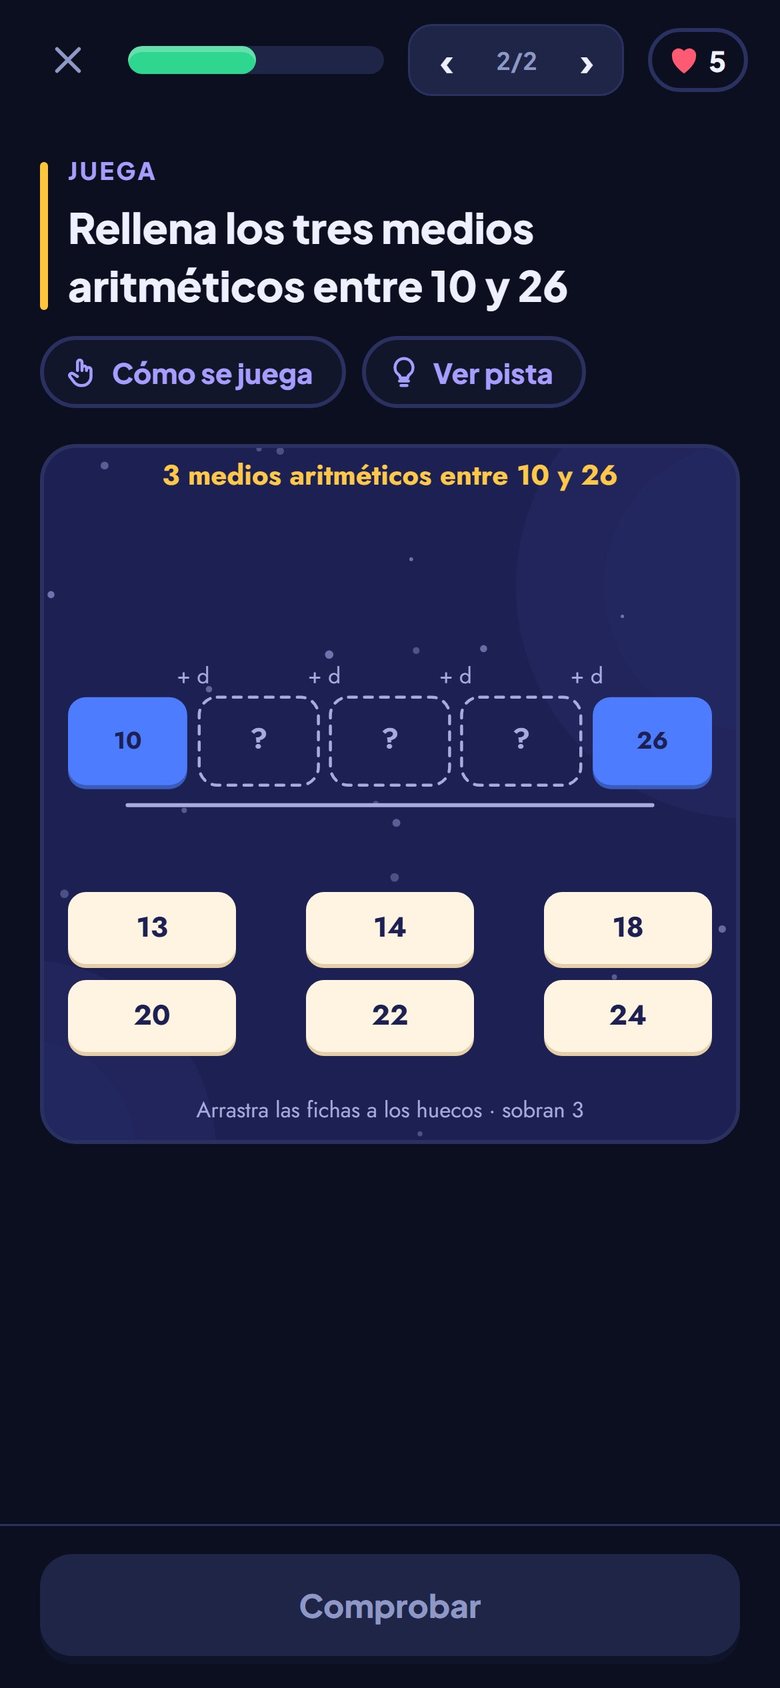 ‹ 2/2 › 5
JUEGA
Rellena los tres medios
aritméticos entre 10 y 26
Cómo se juega
Ver pista
3 medios aritméticos entre 10 y 26
+ d + d + d + d
10 ? ? ? 26
13 14 18
20 22 24
Arrastra las fichas a los huecos · sobran 3
Comprobar